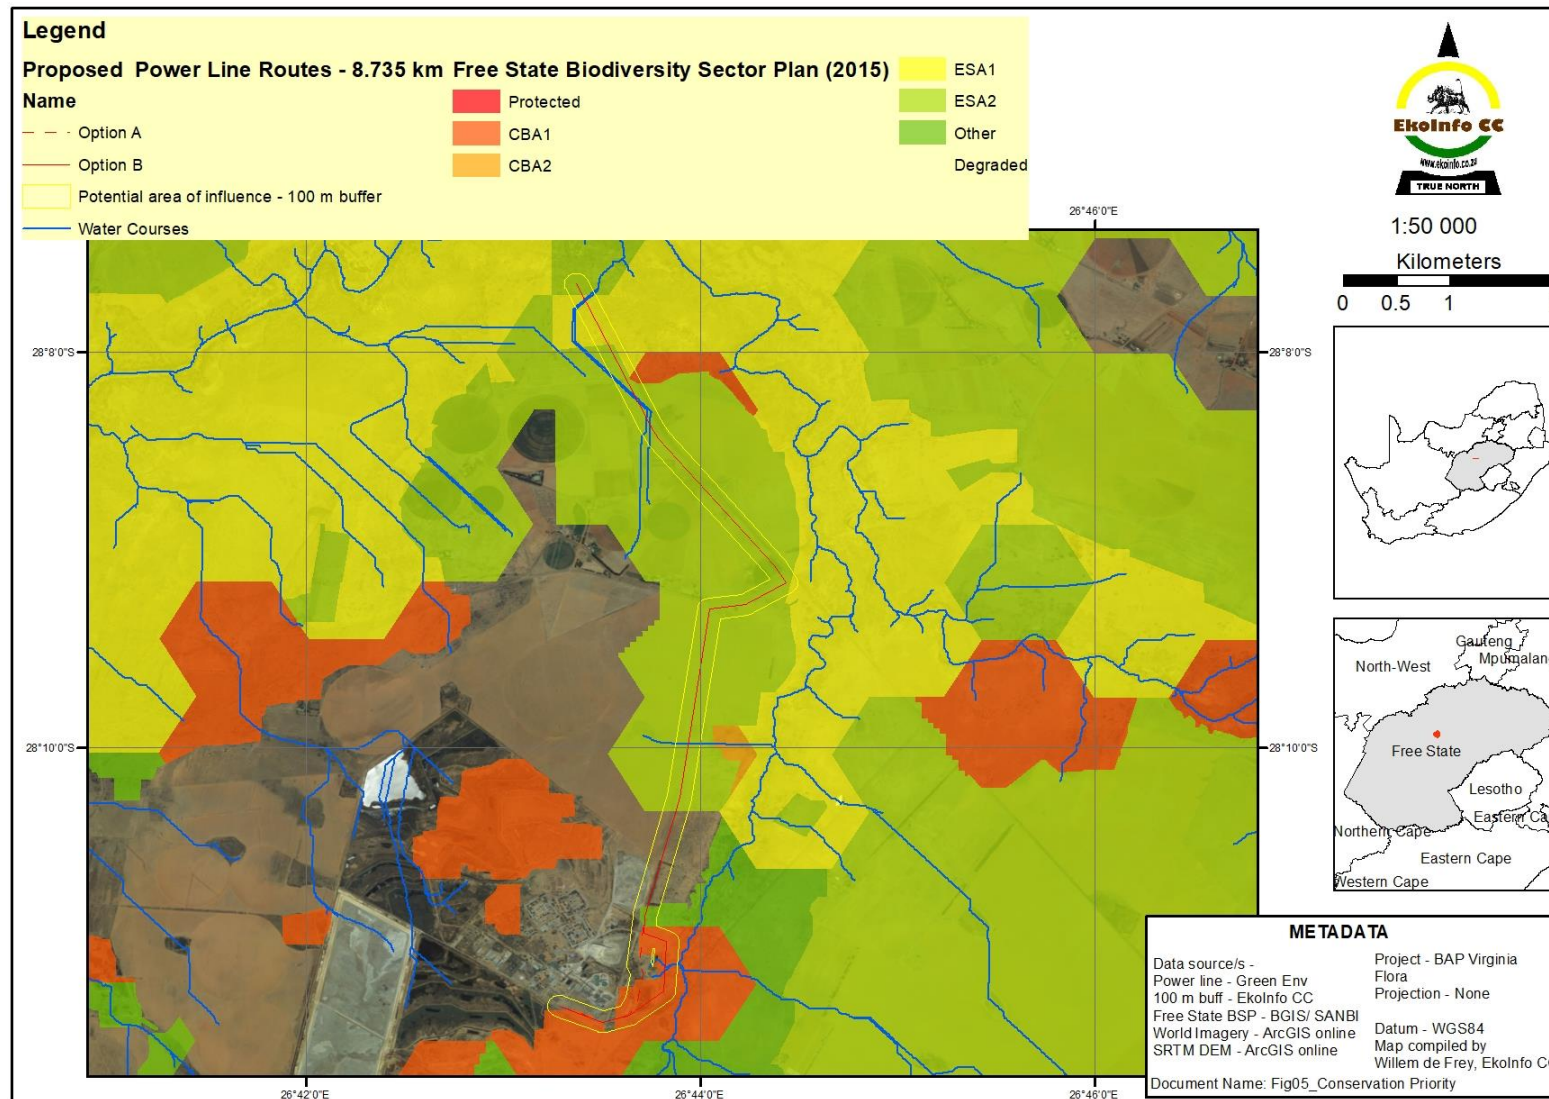 Legend
Proposed Power Line Routes - 8.735 km Free State Biodiversity Sector Plan (2015)
Name
Option A
Option B
Potential area of influence - 100 m buffer
Water Courses
Protected
CBA1
CBA2
ESA1
ESA2
Other
Degraded
EkoInfo CC
www.ekoinfo.co.za
TRUE NORTH
1:50 000
Kilometers
0 0.5 1
26°46'0"E
28°8'0"S
28°8'0"S
28°10'0"S
28°10'0"S
26°42'0"E
26°44'0"E
26°46'0"E
Gauteng
Mpumalan
North-West
Free State
Lesotho
Eastern Ca
Northern Cape
Eastern Cape
Western Cape
METADATA
Data source/s -
Power line - Green Env
100 m buff - EkoInfo CC
Free State BSP - BGIS/ SANBI
World Imagery - ArcGIS online
SRTM DEM - ArcGIS online
Project - BAP Virginia
Flora
Projection - None
Datum - WGS84
Map compiled by
Willem de Frey, EkoInfo C
Document Name: Fig05_Conservation Priority